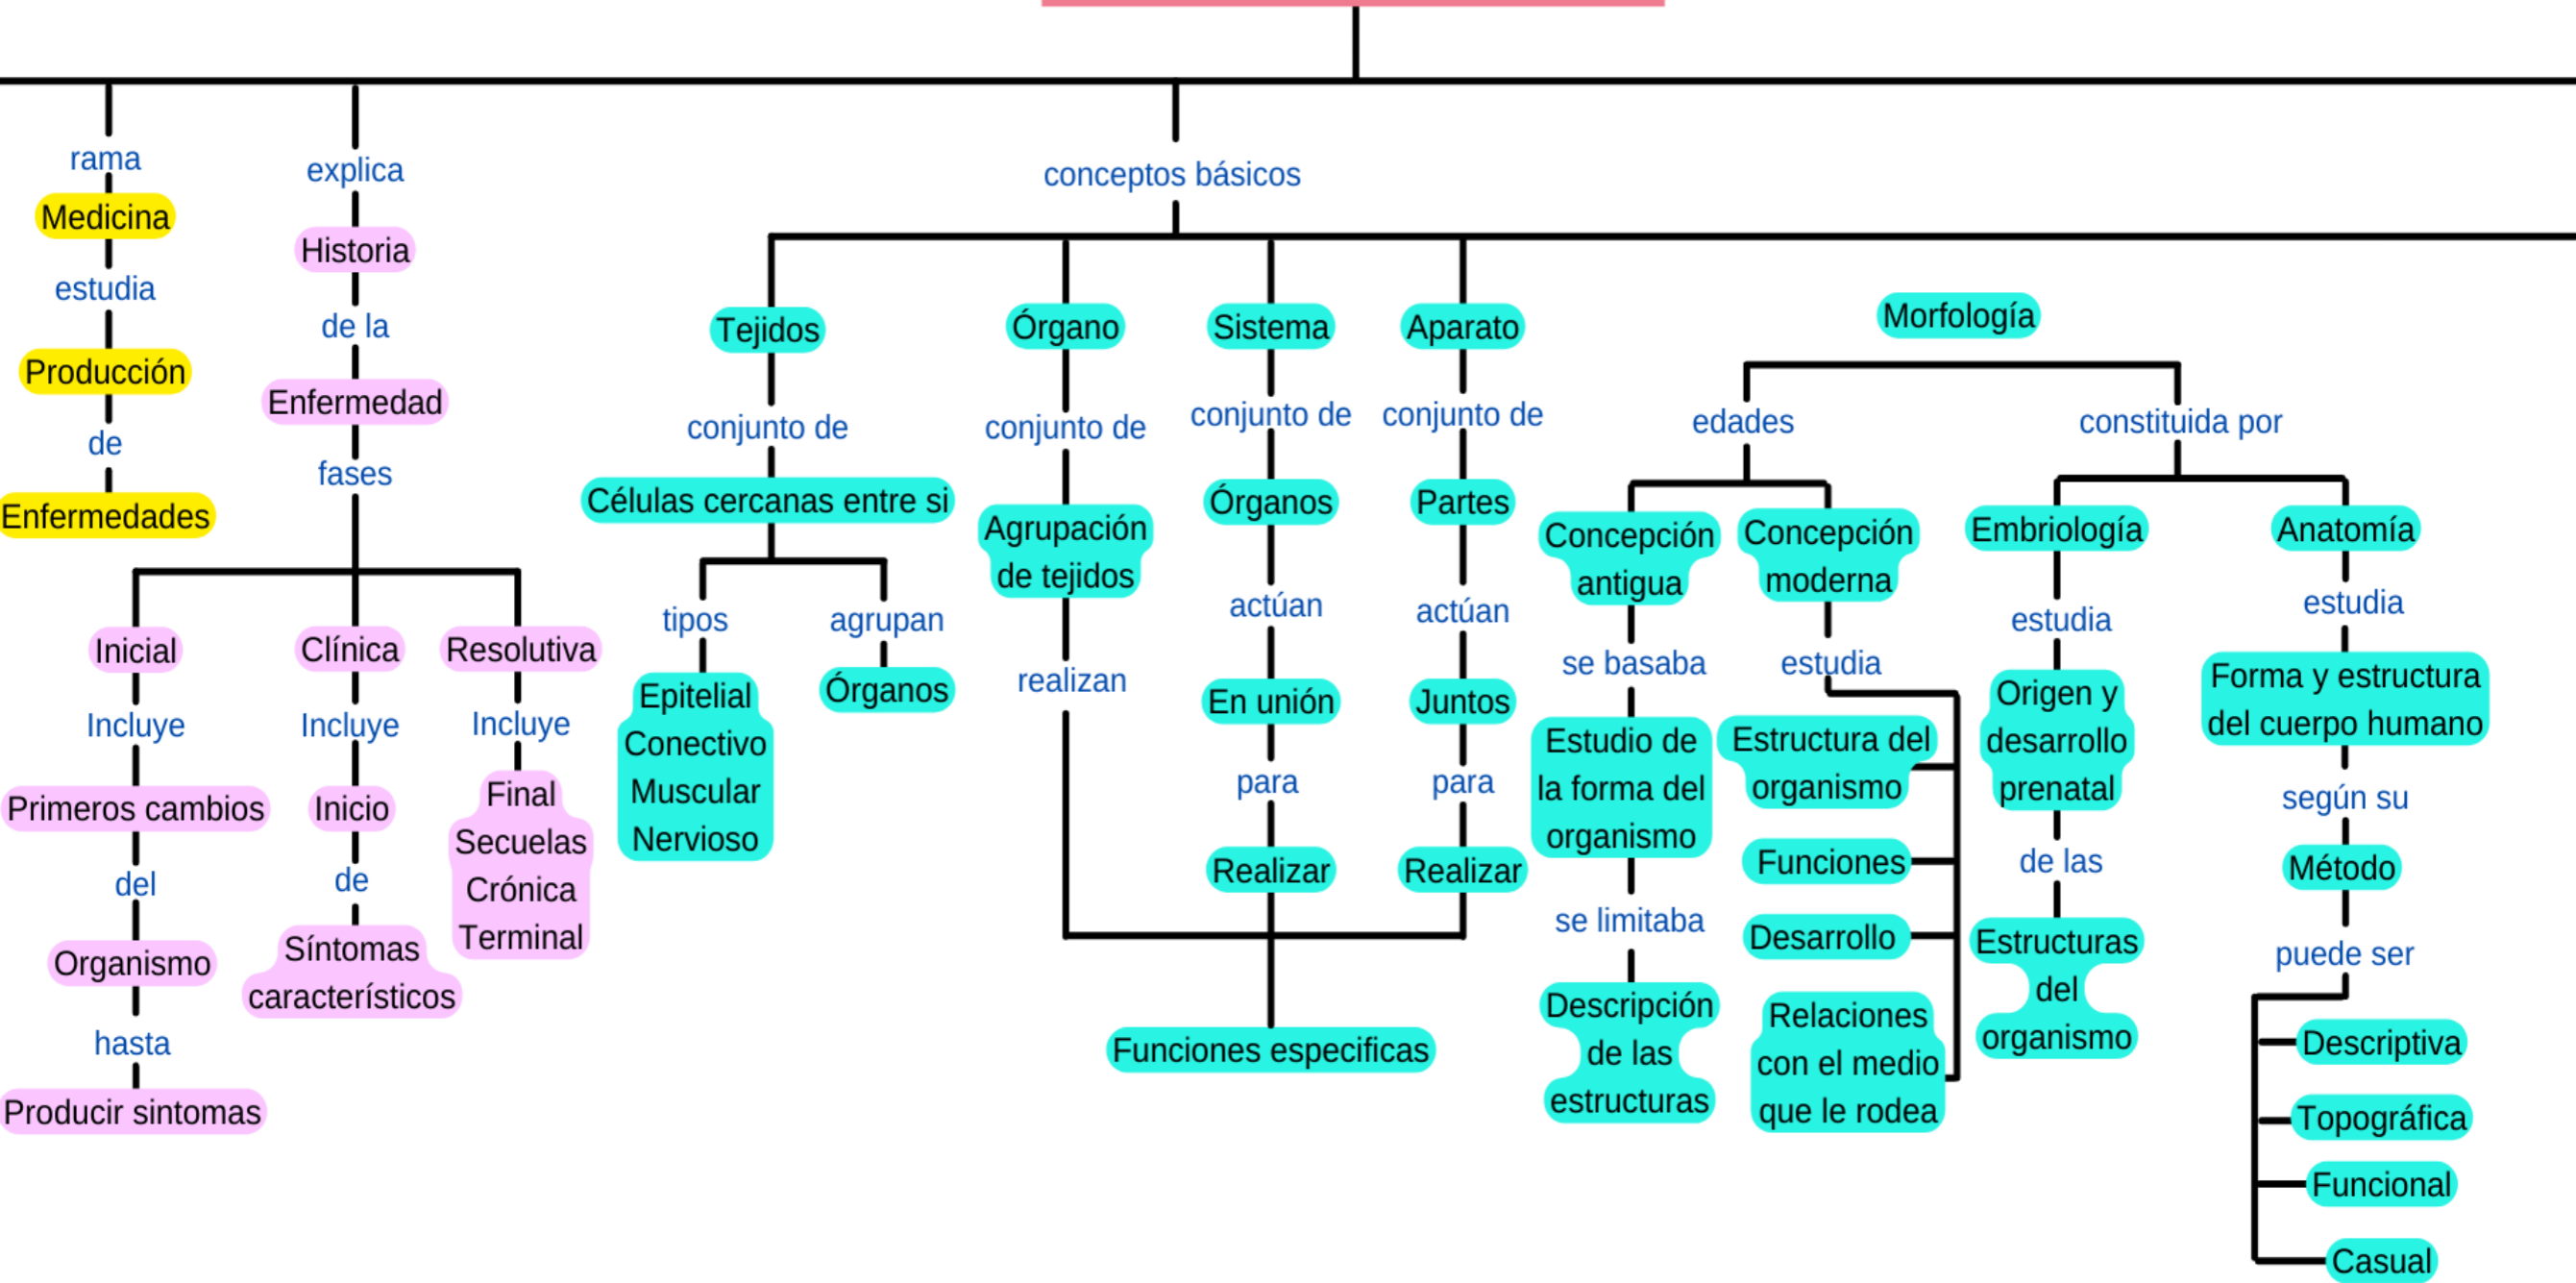 rama
Medicina
estudia
Producción
de
Enfermedades
explica
Historia
de la
Enfermedad
fases
Inicial
Incluye
Primeros cambios
del
Organismo
hasta
Producir sintomas
Clínica
Incluye
Inicio
de
Síntomas
característicos
Resolutiva
Incluye
Final
Secuelas
Crónica
Terminal
conceptos básicos
Tejidos
conjunto de
Células cercanas entre si
tipos
Epitelial
Conectivo
Muscular
Nervioso
agrupan
Órganos
Órgano
conjunto de
Agrupación
de tejidos
realizan
Sistema
conjunto de
Órganos
actúan
En unión
para
Realizar
Aparato
conjunto de
Partes
actúan
Juntos
para
Realizar
Funciones especificas
Morfología
edades
Concepción
antigua
se basaba
Estudio de
la forma del
organismo
se limitaba
Descripción
de las
estructuras
Concepción
moderna
estudia
Estructura del
organismo
Funciones
Desarrollo
Relaciones
con el medio
que le rodea
constituida por
Embriología
estudia
Origen y
desarrollo
prenatal
de las
Estructuras
del
organismo
Anatomía
estudia
Forma y estructura
del cuerpo humano
según su
Método
puede ser
Descriptiva
Topográfica
Funcional
Casual